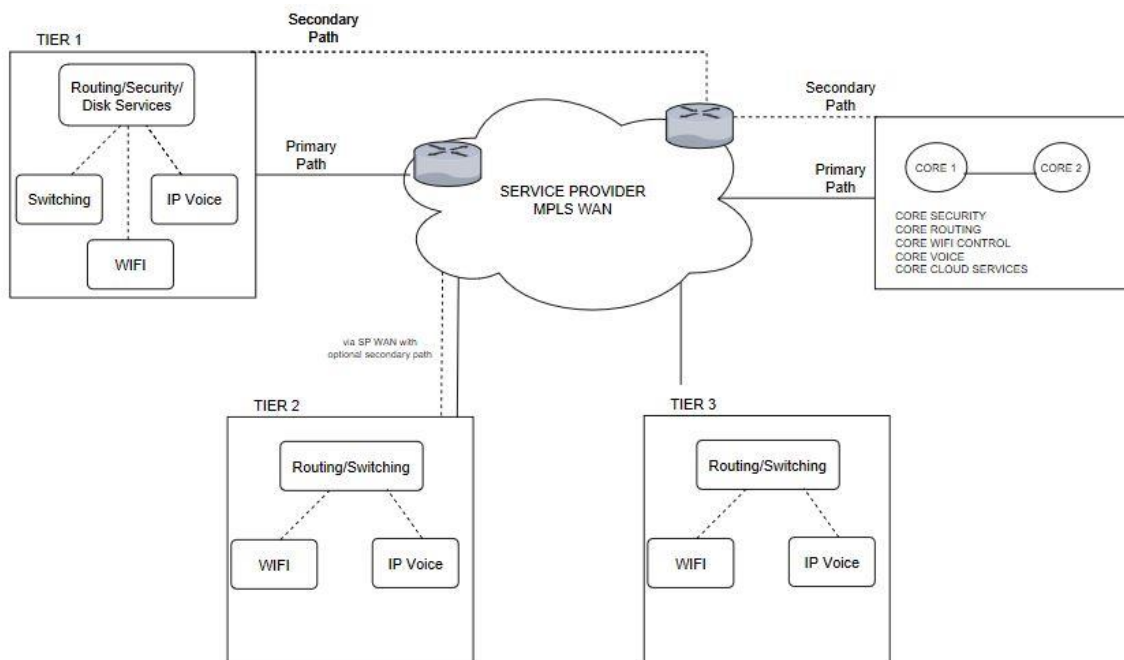 Secondary
Path
TIER 1
Routing/Security/
Disk Services
Switching
IP Voice
WIFI
Primary
Path
SERVICE PROVIDER
MPLS WAN
Secondary
Path
Primary
Path
CORE 1
CORE 2
CORE SECURITY
CORE ROUTING
CORE WIFI CONTROL
CORE VOICE
CORE CLOUD SERVICES
via SP WAN with
optional secondary path
TIER 2
Routing/Switching
WIFI
IP Voice
TIER 3
Routing/Switching
WIFI
IP Voice